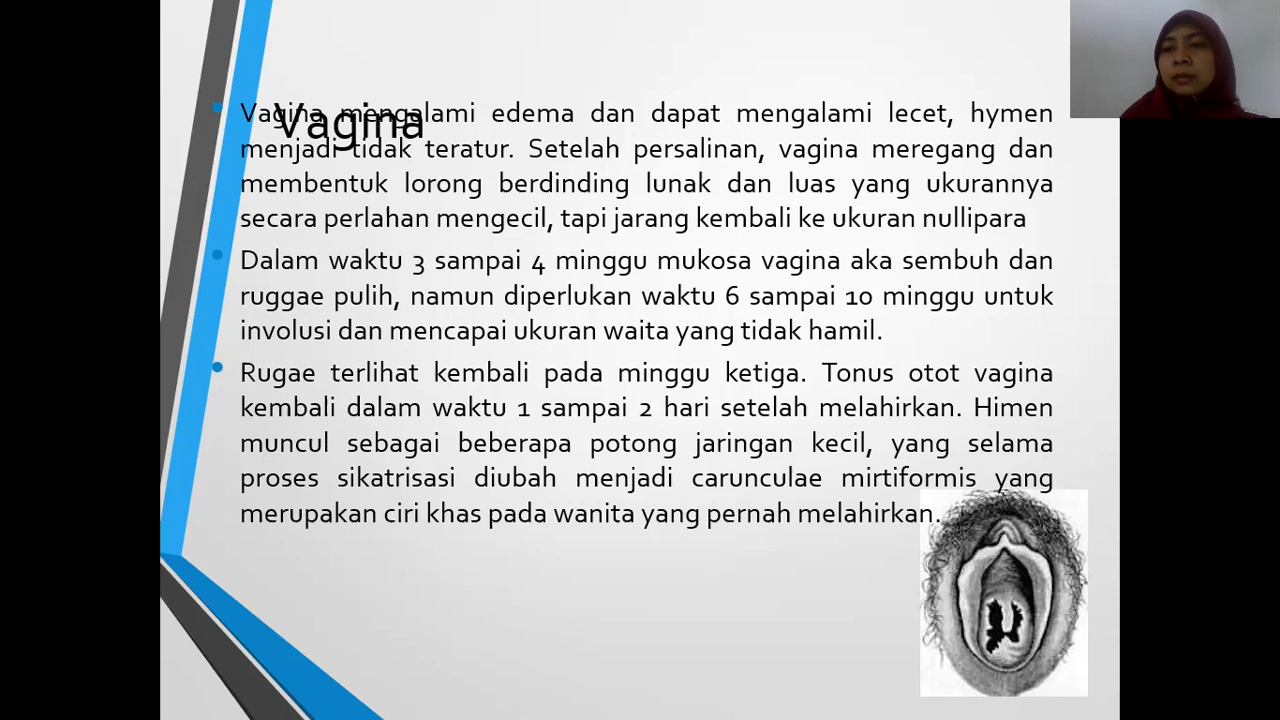 Vagina
Vagina mengalami edema dan dapat mengalami lecet, hymen
menjadi tidak teratur. Setelah persalinan, vagina meregang dan
membentuk lorong berdinding lunak dan luas yang ukurannya
secara perlahan mengecil, tapi jarang kembali ke ukuran nullipara
Dalam waktu 3 sampai 4 minggu mukosa vagina aka sembuh dan
ruggae pulih, namun diperlukan waktu 6 sampai 10 minggu untuk
involusi dan mencapai ukuran waita yang tidak hamil.
Rugae terlihat kembali pada minggu ketiga. Tonus otot vagina
kembali dalam waktu 1 sampai 2 hari setelah melahirkan. Himen
muncul sebagai beberapa potong jaringan kecil, yang selama
proses sikatrisasi diubah menjadi carunculae mirtiformis yang
merupakan ciri khas pada wanita yang pernah melahirkan.